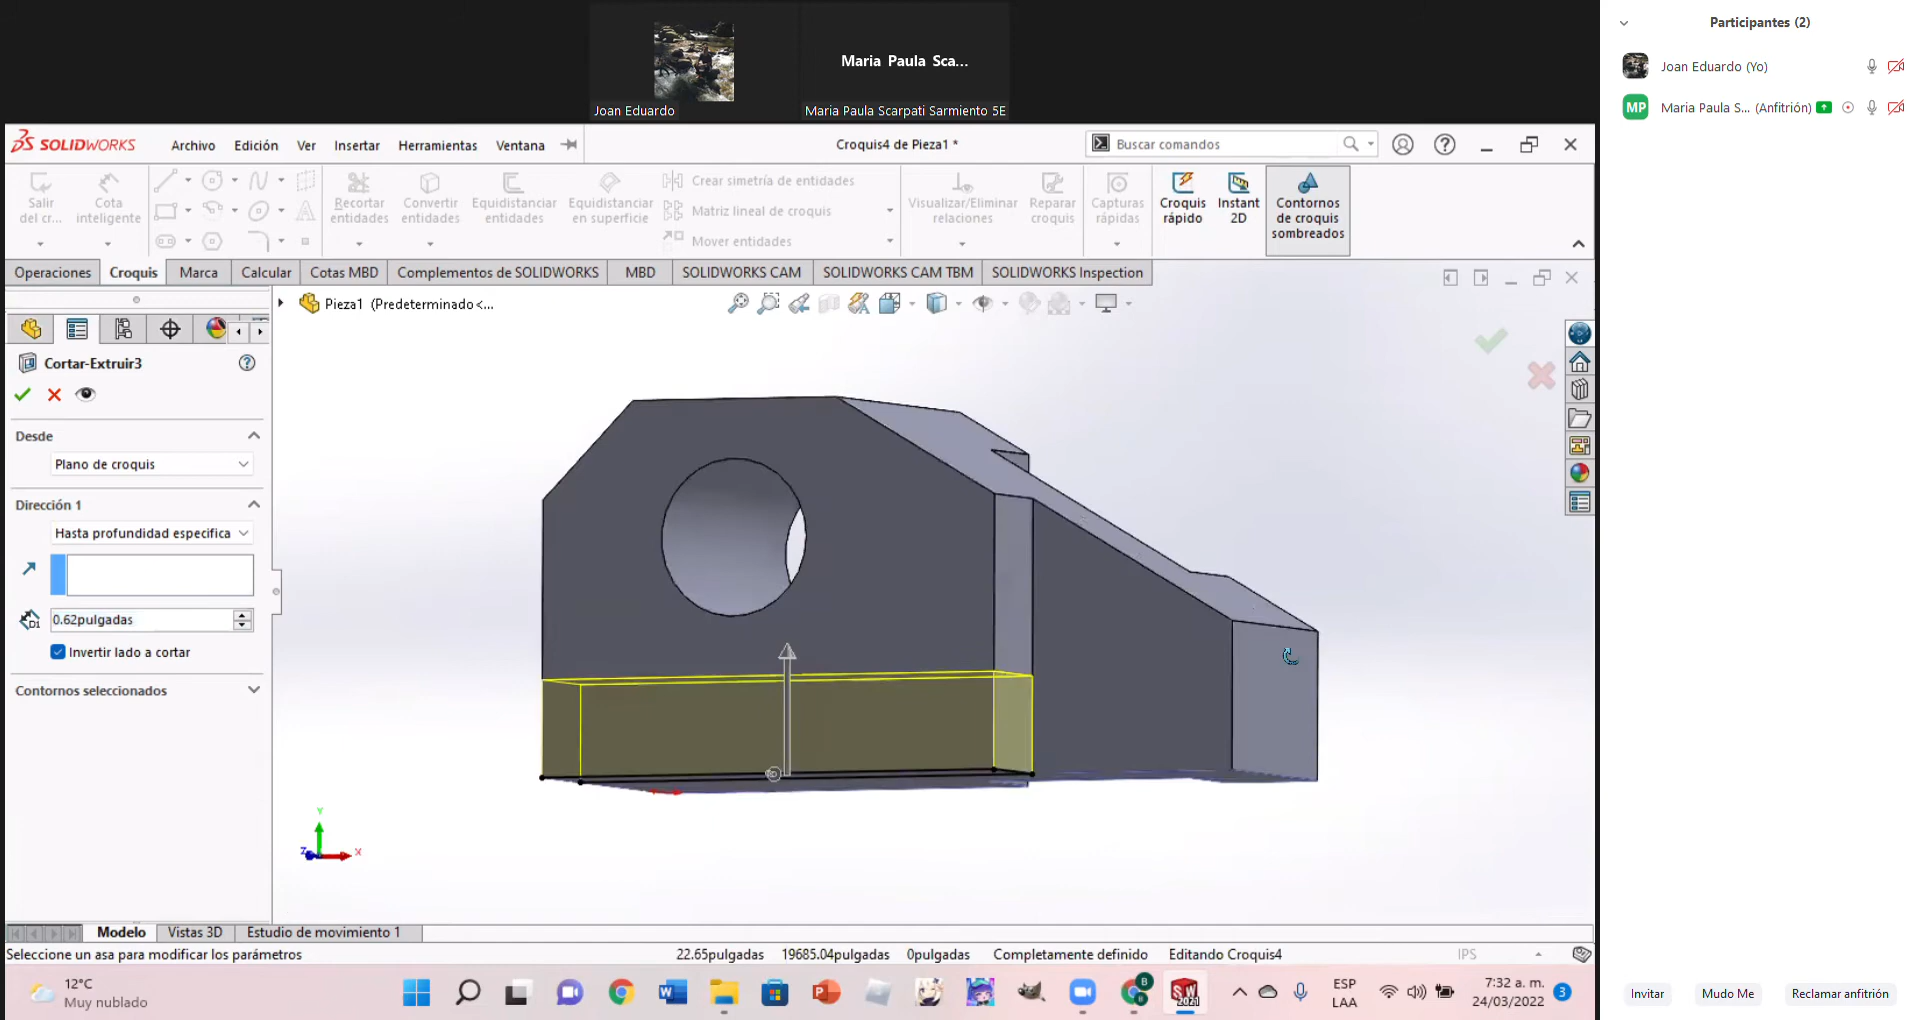 Participantes (2)
Joan Eduardo (Yo)
MP Maria Paula S... (Anfitrión)
Maria Paula Sca...
Joan Eduardo
Maria Paula Scarpati Sarmiento 5E
SOLIDWORKS
Archivo Edición Ver Insertar Herramientas Ventana
Croquis4 de Pieza1 *
Buscar comandos
Salir del cr...
Cota inteligente
Recortar entidades
Convertir entidades
Equidistanciar entidades
Equidistanciar en superficie
Crear simetría de entidades
Matriz lineal de croquis
Mover entidades
Visualizar/Eliminar relaciones
Reparar croquis
Capturas rápidas
Croquis rápido
Instant 2D
Contornos de croquis sombreados
Operaciones Croquis Marca Calcular Cotas MBD Complementos de SOLIDWORKS MBD SOLIDWORKS CAM SOLIDWORKS CAM TBM SOLIDWORKS Inspection
Pieza1 (Predeterminado<...
Cortar-Extruir3
Desde
Plano de croquis
Dirección 1
Hasta profundidad especifica
D1
0.62pulgadas
Invertir lado a cortar
Contornos seleccionados
Y
Z
X
Modelo Vistas 3D Estudio de movimiento 1
Seleccione un asa para modificar los parámetros
22.65pulgadas 19685.04pulgadas 0pulgadas Completamente definido Editando Croquis4 IPS
12°C
Muy nublado
B
SW
2021
ESP
LAA
7:32 a. m.
24/03/2022
3
Invitar Mudo Me Reclamar anfitrión